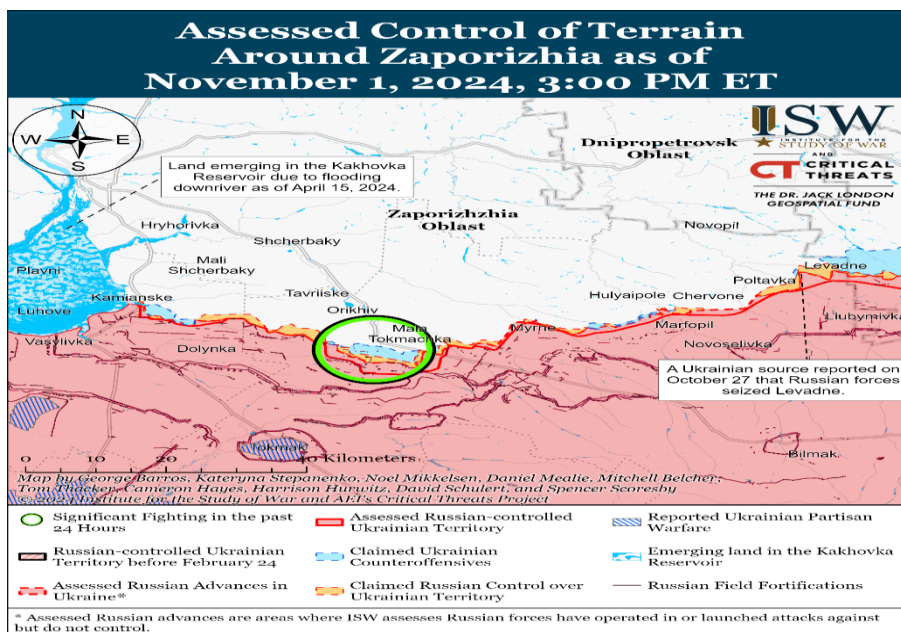 Assessed Control of Terrain
Around Zaporizhia as of
November 1, 2024, 3:00 PM ET
N
W E
S
Land emerging in the Kakhovka
Reservoir due to flooding
downriver as of April 15, 2024.
ISW
INSTITUTE FOR THE
STUDY OF WAR
AND
CT CRITICAL
THREATS
THE DR. JACK LONDON
GEOSPATIAL FUND
Dnipropetrovsk
Oblast
Zaporizhzhia
Oblast
Hryhorivka
Shcherbaky
Novopil
Mali
Shcherbaky
Plavni
Levadne
Poltavka
Tavriiske
Hulyaipole
Chervone
Kamianske
Luhove
Orikhiv
Liubymivka
Mala
Tokmachka
Myrne
Marfopil
Vasylivka
Dolynka
Novoselivka
A Ukrainian source reported on
October 27 that Russian forces
seized Levadne.
Tokmak
Bilmak
0 10 20 40 Kilometers
Map by George Barros, Kateryna Stepanenko, Noel Mikkelsen, Daniel Mealie, Mitchell Belcher,
Tom Thacker, Cameron Hayes, Harrison Hurwitz, David Schulert, and Spencer Scoresby
© 2024 Institute for the Study of War and AEI's Critical Threats Project
Significant Fighting in the past
24 Hours
Assessed Russian-controlled
Ukrainian Territory
Reported Ukrainian Partisan
Warfare
Russian-controlled Ukrainian
Territory before February 24
Claimed Ukrainian
Counteroffensives
Emerging land in the Kakhovka
Reservoir
Assessed Russian Advances in
Ukraine*
Claimed Russian Control over
Ukrainian Territory
Russian Field Fortifications
* Assessed Russian advances are areas where ISW assesses Russian forces have operated in or launched attacks against
but do not control.